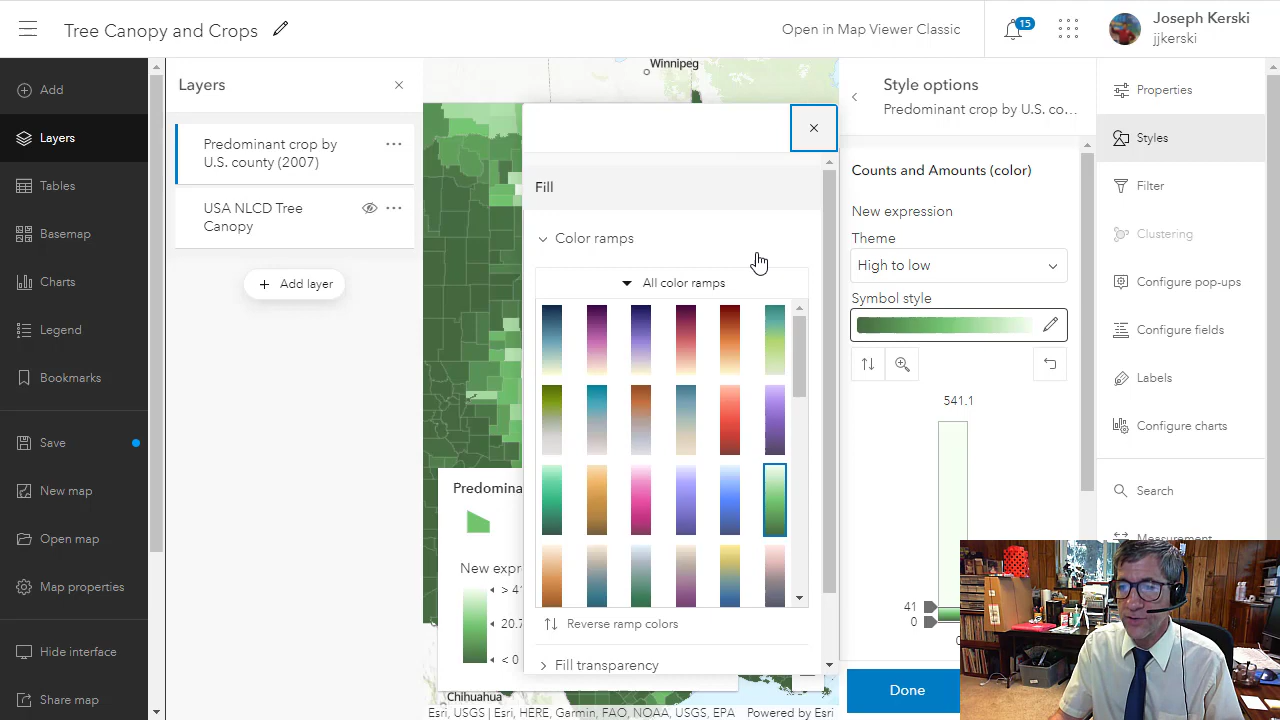 Tree Canopy and Crops
Open in Map Viewer Classic
15
Joseph Kerski
jjkerski
Add
Layers
Tables
Basemap
Charts
Legend
Bookmarks
Save
New map
Open map
Map properties
Hide interface
Share map
Layers
Predominant crop by
U.S. county (2007)
USA NLCD Tree
Canopy
Add layer
Winnipeg
Predomina
New expr
> 41
20.7
< 0
Chihuahua
Esri, USGS | Esri, HERE, Garmin, FAO, NOAA, USGS, EPA
Powered by Esri
Fill
Color ramps
All color ramps
Reverse ramp colors
Fill transparency
Style options
Predominant crop by U.S. co...
Counts and Amounts (color)
New expression
Theme
High to low
Symbol style
541.1
41
0
Done
Properties
Styles
Filter
Clustering
Configure pop-ups
Configure fields
Labels
Configure charts
Search
Measurement